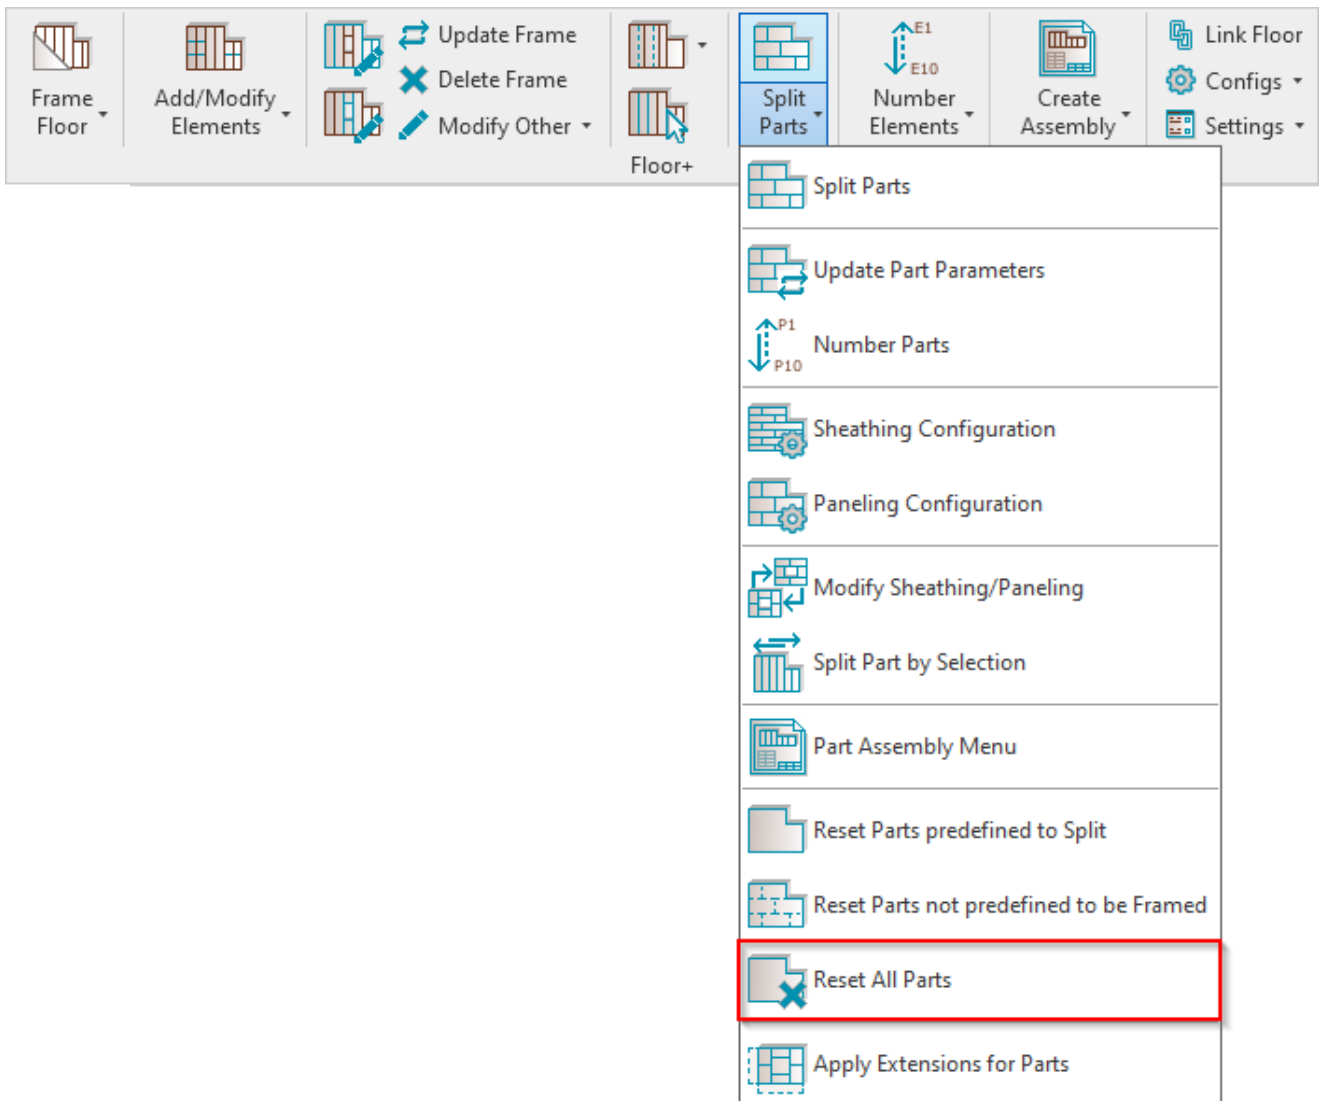 Frame
Floor
Add/Modify
Elements
Update Frame
Delete Frame
Modify Other
Floor+
Split
Parts
E1
E10
Number
Elements
Create
Assembly
Link Floor
Configs
Settings
Split Parts
Update Part Parameters
P1
P10
Number Parts
Sheathing Configuration
Paneling Configuration
Modify Sheathing/Paneling
Split Part by Selection
Part Assembly Menu
Reset Parts predefined to Split
Reset Parts not predefined to be Framed
Reset All Parts
Apply Extensions for Parts